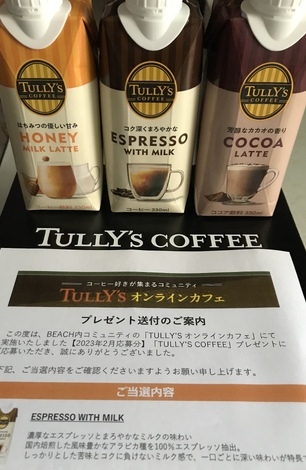 TULLY'S
COFFEE
はちみつの優しい甘み
HONEY
MILK LATTE
TULLY'S
COFFEE
コク深くまろやかな
ESPRESSO
WITH MILK
コーヒー 330ml
TULLY'S
COFFEE
芳醇なカカオの香り
COCOA
LATTE
ココア飲料 330ml
TULLY'S COFFEE
コーヒー好きが集まるコミュニティ
TULLY'S オンラインカフェ
プレゼント送付のご案内
この度は、BEACH内コミュニティの「TULLY'S オンラインカフェ」にて
実施いたしました【2023年2月応募分】「TULLY'S COFFEE」プレゼントに
応募いただき、誠にありがとうございました。
下記、ご当選内容をご確認くださいますようお願い申し上げます。
ご当選内容
ESPRESSO WITH MILK
濃厚なエスプレッソとまろやかなミルクの味わい
国内焙煎した風味豊かなアラビカ種を100%エスプレッソ抽出。
しっかりとした苦味とコクに負けないミルク感で、一口ごとに深い味わが特長